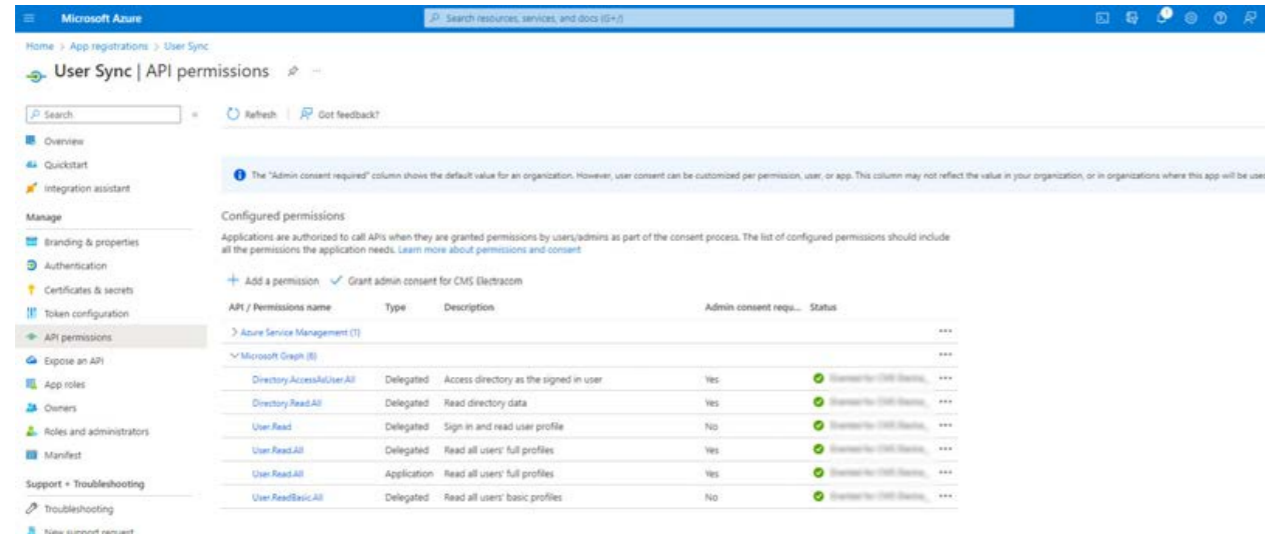 Microsoft Azure
Search resources, services, and docs (G+/)
Home > App registrations > User Sync
User Sync | API permissions
Search
Refresh | Got feedback?
Overview
Quickstart
Integration assistant
The "Admin consent required" column shows the default value for an organization. However, user consent can be customized per permission, user, or app. This column may not reflect the value in your organization, or in organizations where this app will be used
Manage
Branding & properties
Authentication
Certificates & secrets
Token configuration
API permissions
Expose an API
App roles
Owners
Roles and administrators
Manifest
Support + Troubleshooting
Troubleshooting
New support request
Configured permissions
Applications are authorized to call APIs when they are granted permissions by users/admins as part of the consent process. The list of configured permissions should include
all the permissions the application needs. Learn more about permissions and consent
Add a permission Grant admin consent for CMS Electracom
API / Permissions name Type Description Admin consent requ... Status
Azure Service Management (1)
Microsoft Graph (6)
Directory.AccessAsUser.All Delegated Access directory as the signed in user Yes
Directory.Read.All Delegated Read directory data Yes
User.Read Delegated Sign in and read user profile No
User.Read.All Delegated Read all users' full profiles Yes
User.Read.All Application Read all users' full profiles Yes
User.ReadBasic.All Delegated Read all users' basic profiles No